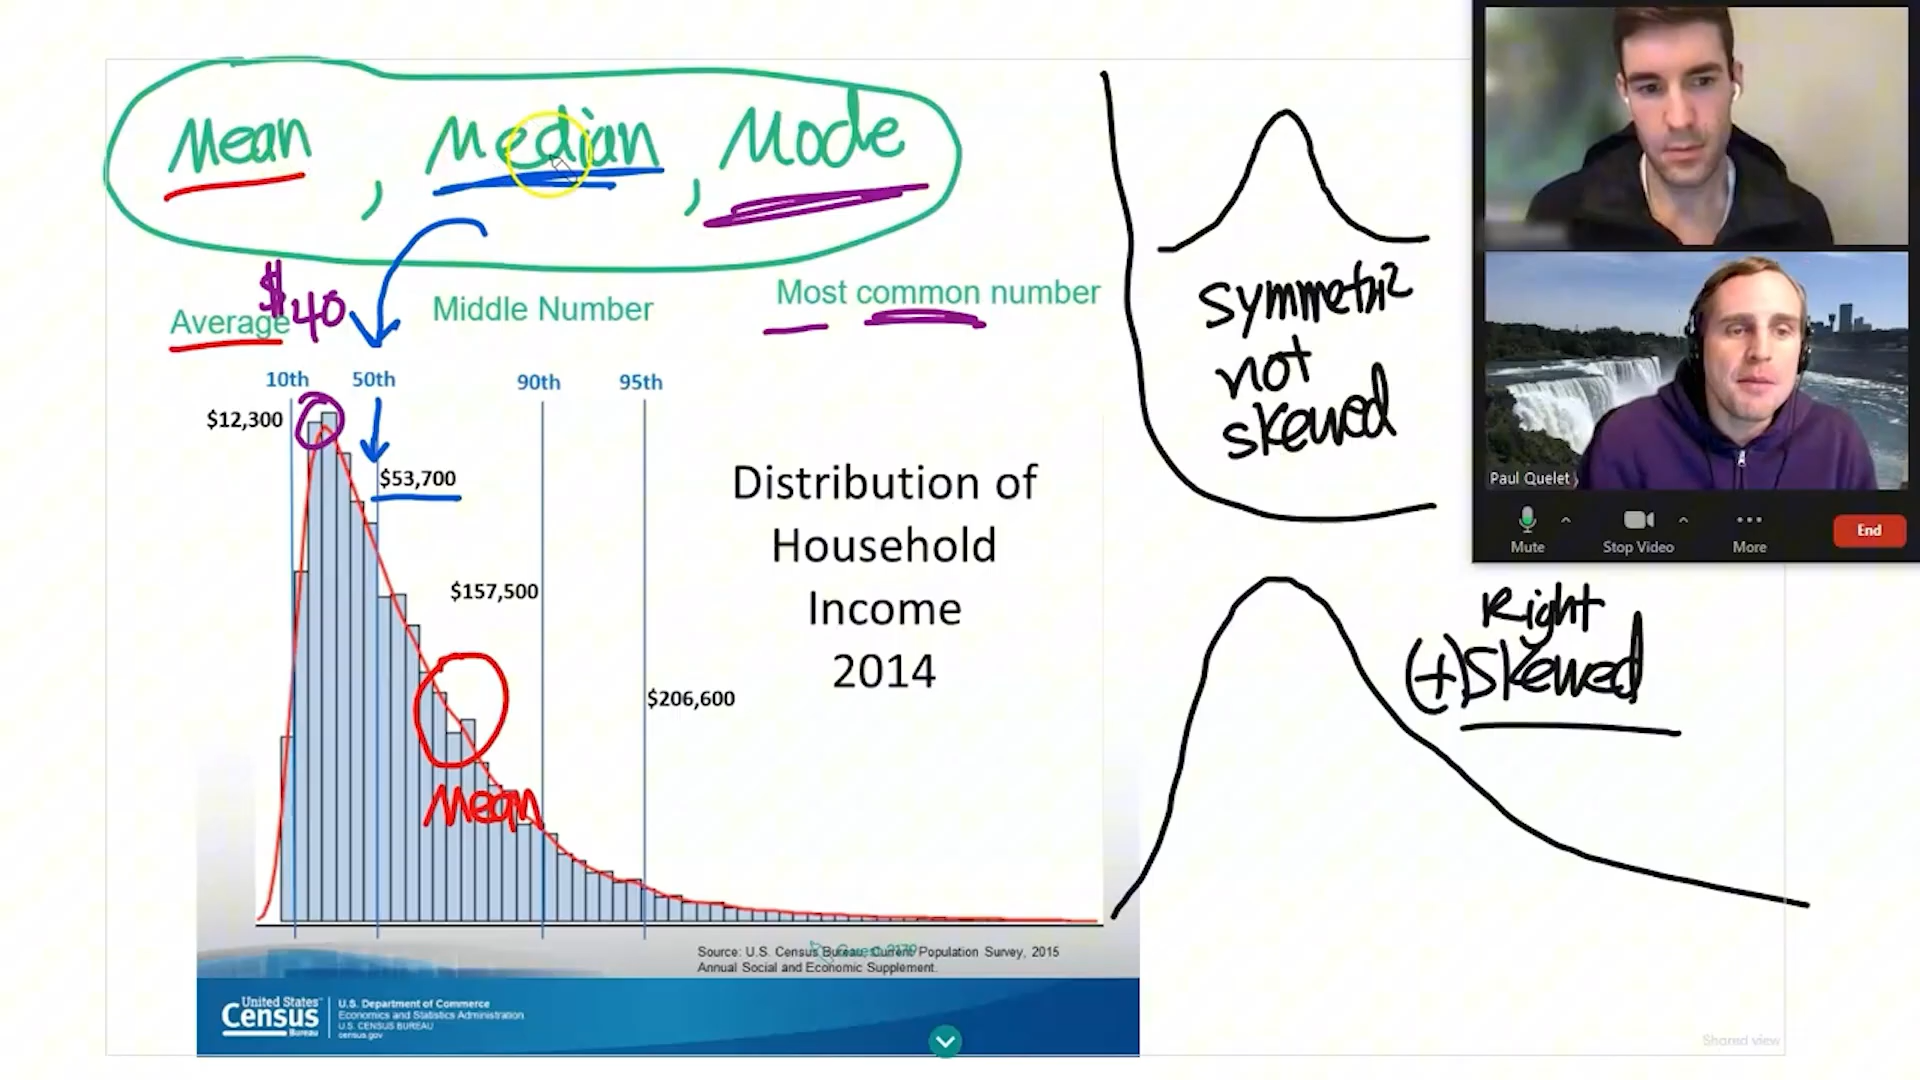 Mean, Median, Mode
Average
$40
Middle Number
Most common number
10th 50th 90th 95th
$12,300
$53,700
$157,500
$206,600
Mean
Distribution of
Household
Income
2014
Source: U.S. Census Bureau, Current Population Survey, 2015
Annual Social and Economic Supplement.
United States™
Census
Bureau
U.S. Department of Commerce
Economics and Statistics Administration
U.S. CENSUS BUREAU
census.gov
Symmetric
not
skewed
Right
(+)Skewed
Paul Quelet
Mute
Stop Video
More
End
Shared view